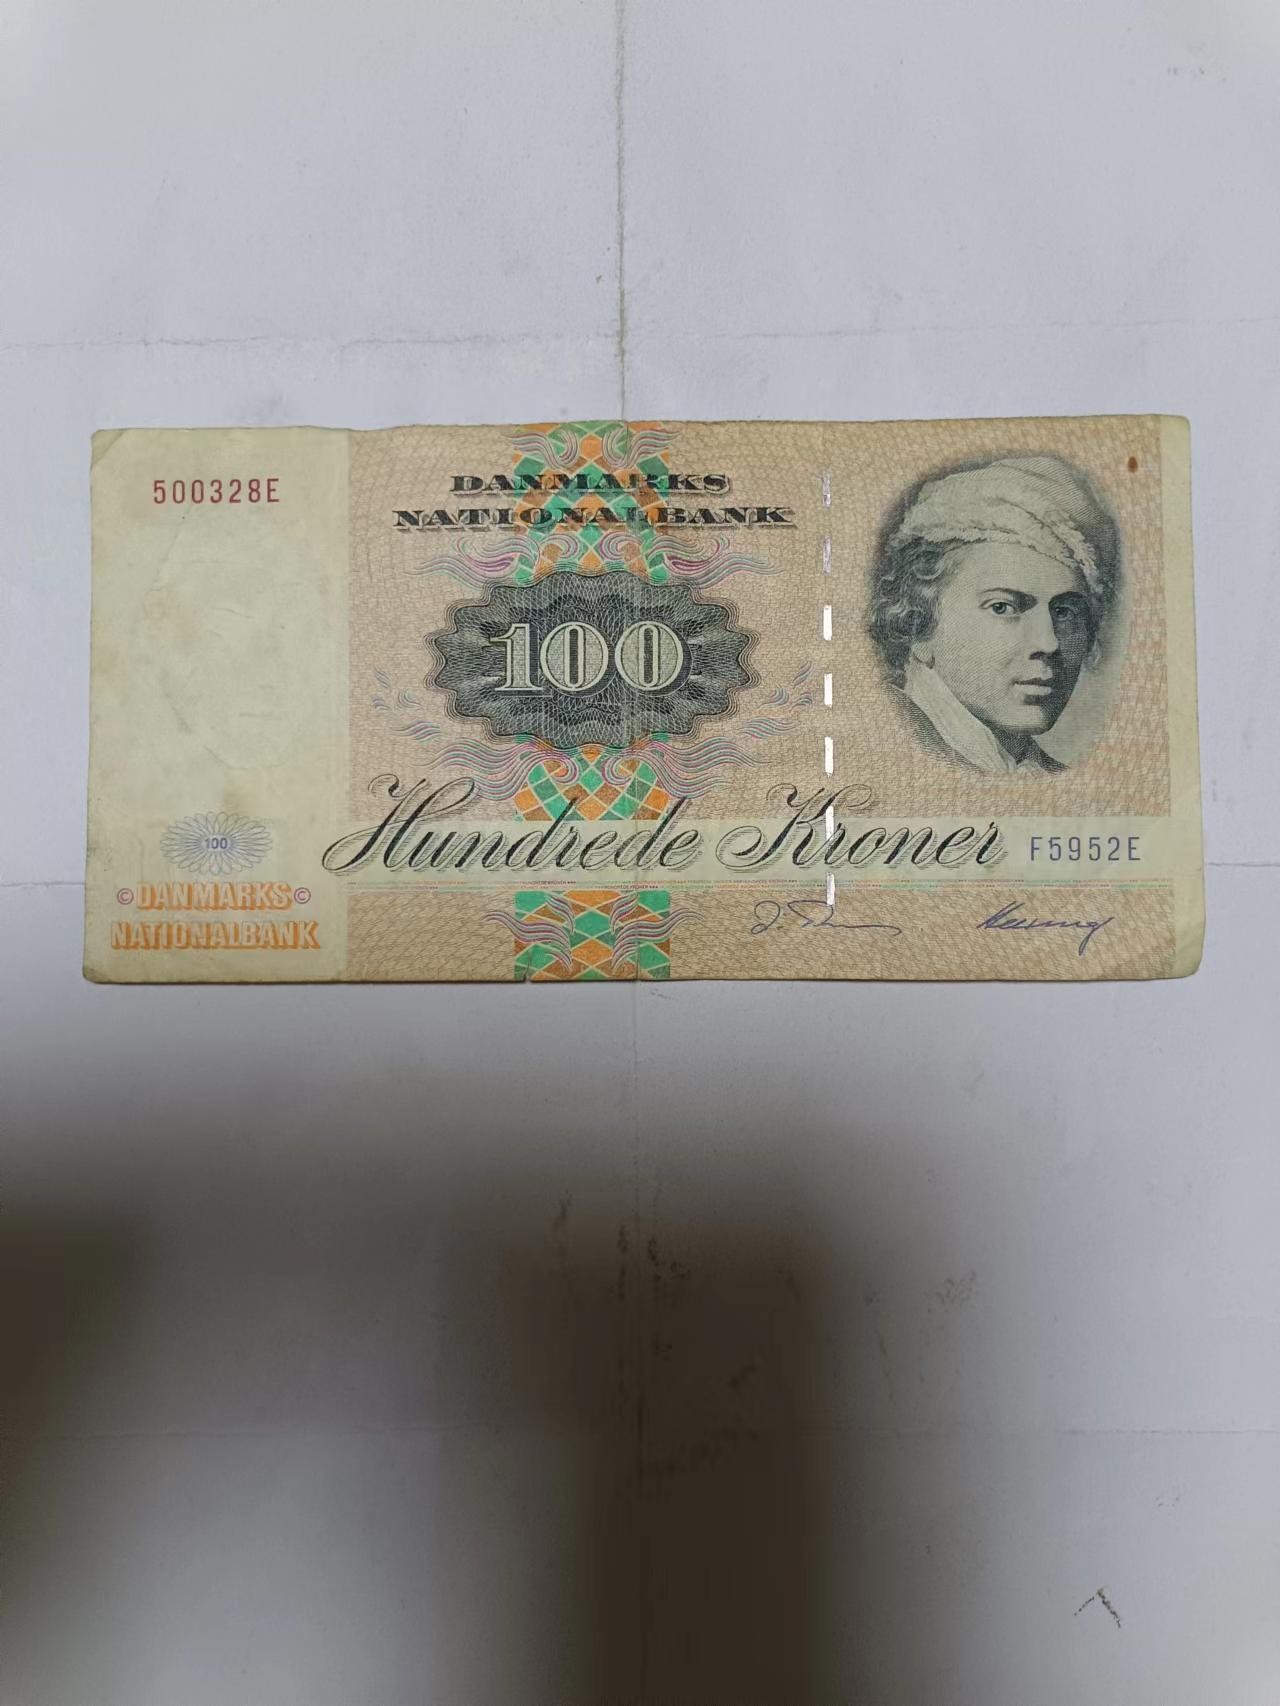 500328E
DANMARKS
NATIONALBANK
100
Hundrede Kroner
F5952E
100
© DANMARKS ©
NATIONALBANK